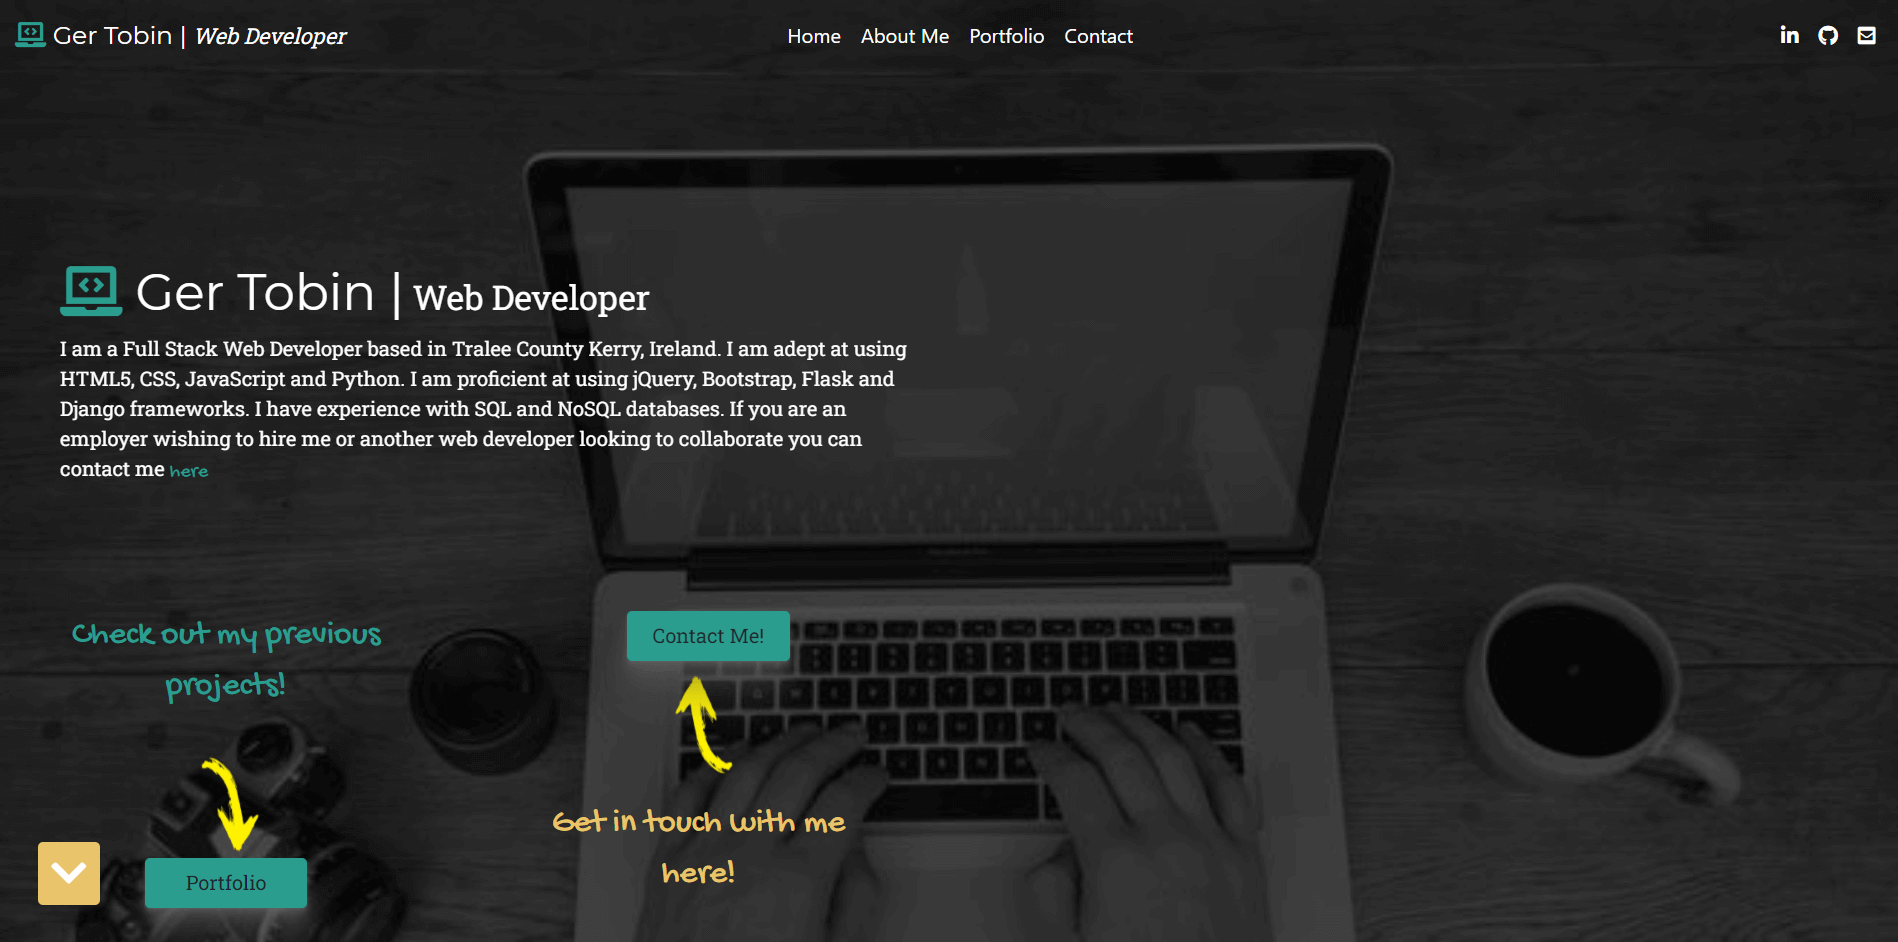 Ger Tobin | Web Developer
Home About Me Portfolio Contact
Ger Tobin | Web Developer
I am a Full Stack Web Developer based in Tralee County Kerry, Ireland. I am adept at using
HTML5, CSS, JavaScript and Python. I am proficient at using jQuery, Bootstrap, Flask and
Django frameworks. I have experience with SQL and NoSQL databases. If you are an
employer wishing to hire me or another web developer looking to collaborate you can
contact me here
Check out my previous
projects!
Portfolio
Contact Me!
Get in touch with me
here!